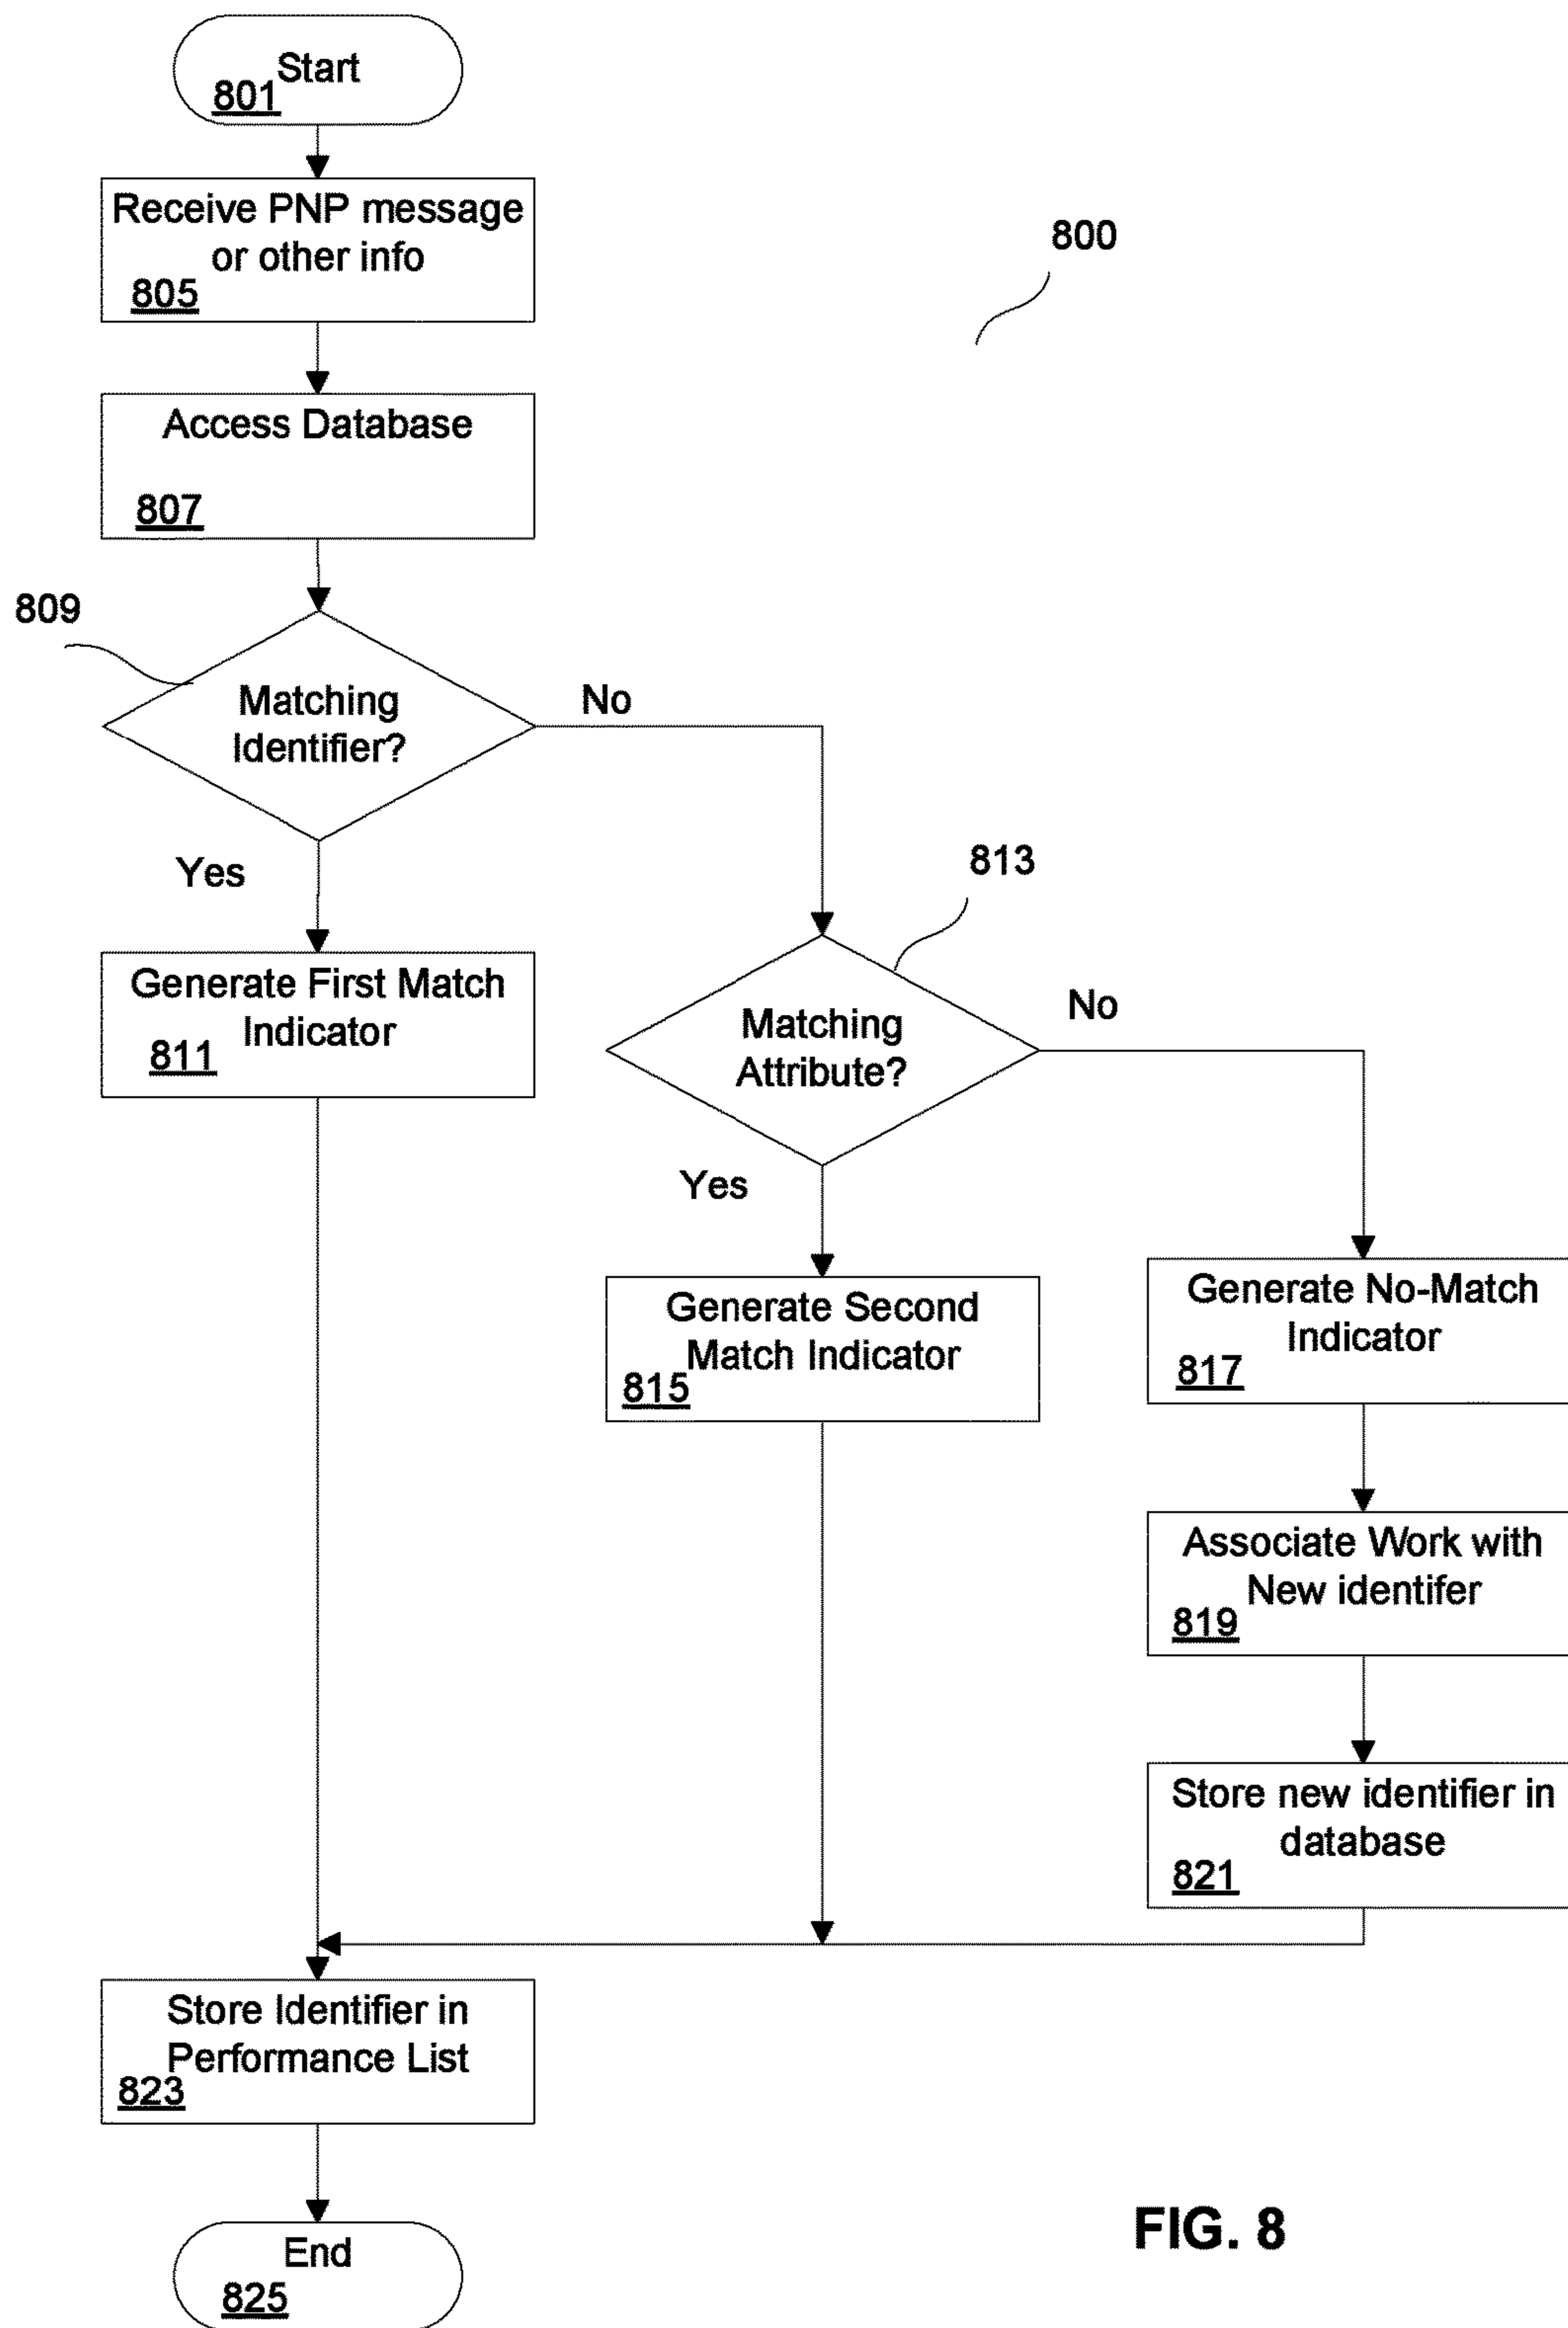 Start
801
Receive PNP message
or other info
805
800
Access Database
807
809
Matching
Identifier?
No
Yes
813
Generate First Match
Indicator
811
Matching
Attribute?
No
Yes
Generate Second
Match Indicator
815
Generate No-Match
Indicator
817
Associate Work with
New identifer
819
Store new identifier in
database
821
Store Identifier in
Performance List
823
End
825
FIG. 8